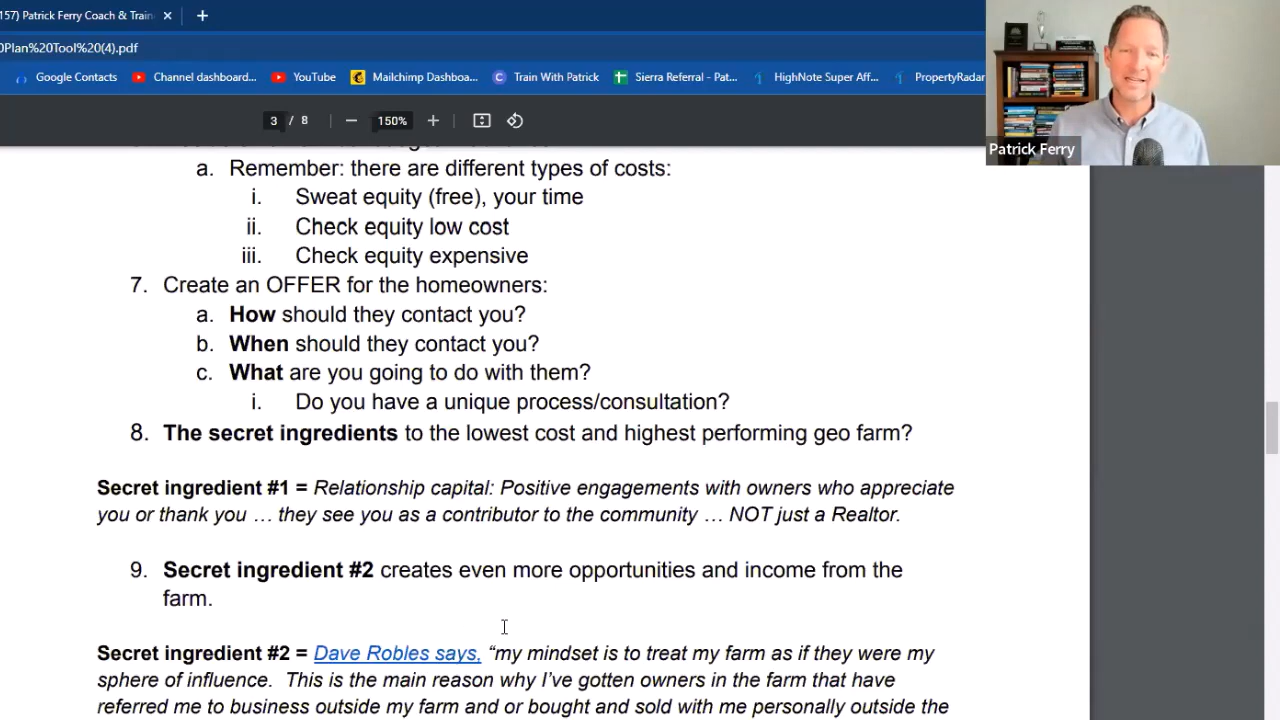 157) Patrick Ferry Coach & Train
0Plan%20Tool%20(4).pdf
Google Contacts
Channel dashboard...
YouTube
Mailchimp Dashboa...
Train With Patrick
Sierra Referral - Pat...
HighNote Super Aff...
PropertyRadar
3 / 8
150%
Patrick Ferry
a. Remember: there are different types of costs:
i. Sweat equity (free), your time
ii. Check equity low cost
iii. Check equity expensive
7. Create an OFFER for the homeowners:
a. How should they contact you?
b. When should they contact you?
c. What are you going to do with them?
i. Do you have a unique process/consultation?
8. The secret ingredients to the lowest cost and highest performing geo farm?
Secret ingredient #1 = Relationship capital: Positive engagements with owners who appreciate
you or thank you … they see you as a contributor to the community … NOT just a Realtor.
9. Secret ingredient #2 creates even more opportunities and income from the
farm.
Secret ingredient #2 = Dave Robles says, “my mindset is to treat my farm as if they were my
sphere of influence. This is the main reason why I’ve gotten owners in the farm that have
referred me to business outside my farm and or bought and sold with me personally outside the